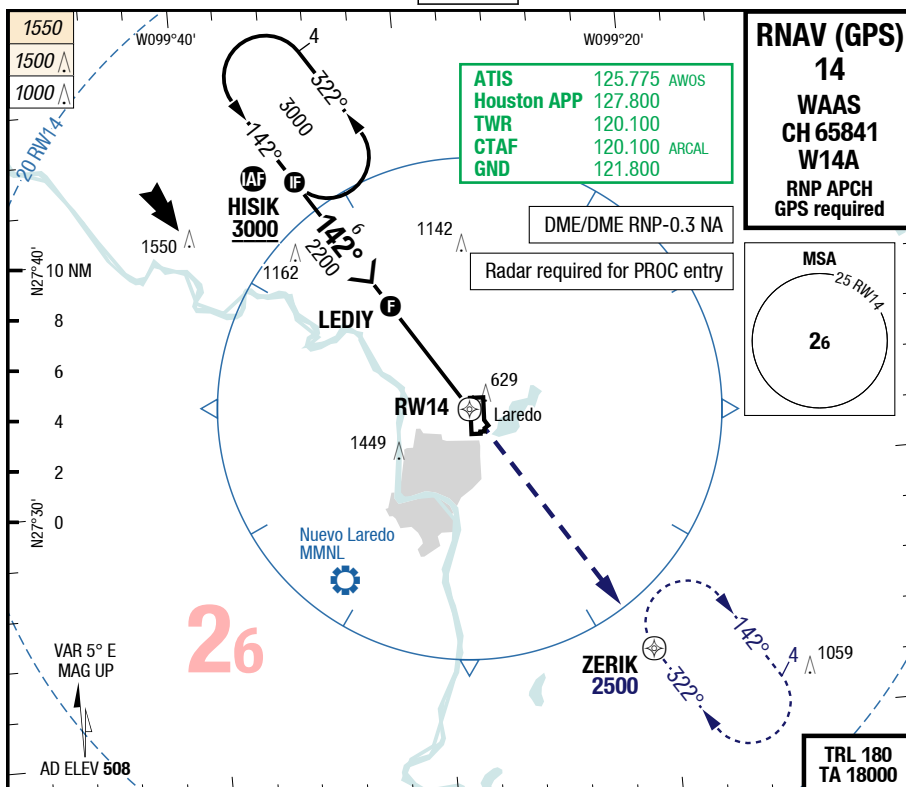 1550
1500
1000
W099°40'
W099°20'
RNAV (GPS)
14
WAAS
CH 65841
W14A
RNP APCH
GPS required
ATIS 125.775 AWOS
Houston APP 127.800
TWR 120.100
CTAF 120.100 ARCAL
GND 121.800
4
322°
3000
142°
20 RW14
IAF
IF
HISIK
3000
DME/DME RNP-0.3 NA
Radar required for PROC entry
MSA
25 RW14
26
1550
1162
1142
142°
6
2200
N27°40'
10 NM
8
6
4
2
0
N27°30'
LEDIY
F
RW14
629
Laredo
1449
Nuevo Laredo
MMNL
26
VAR 5° E
MAG UP
AD ELEV 508
ZERIK
2500
142°
4
322°
1059
TRL 180
TA 18000